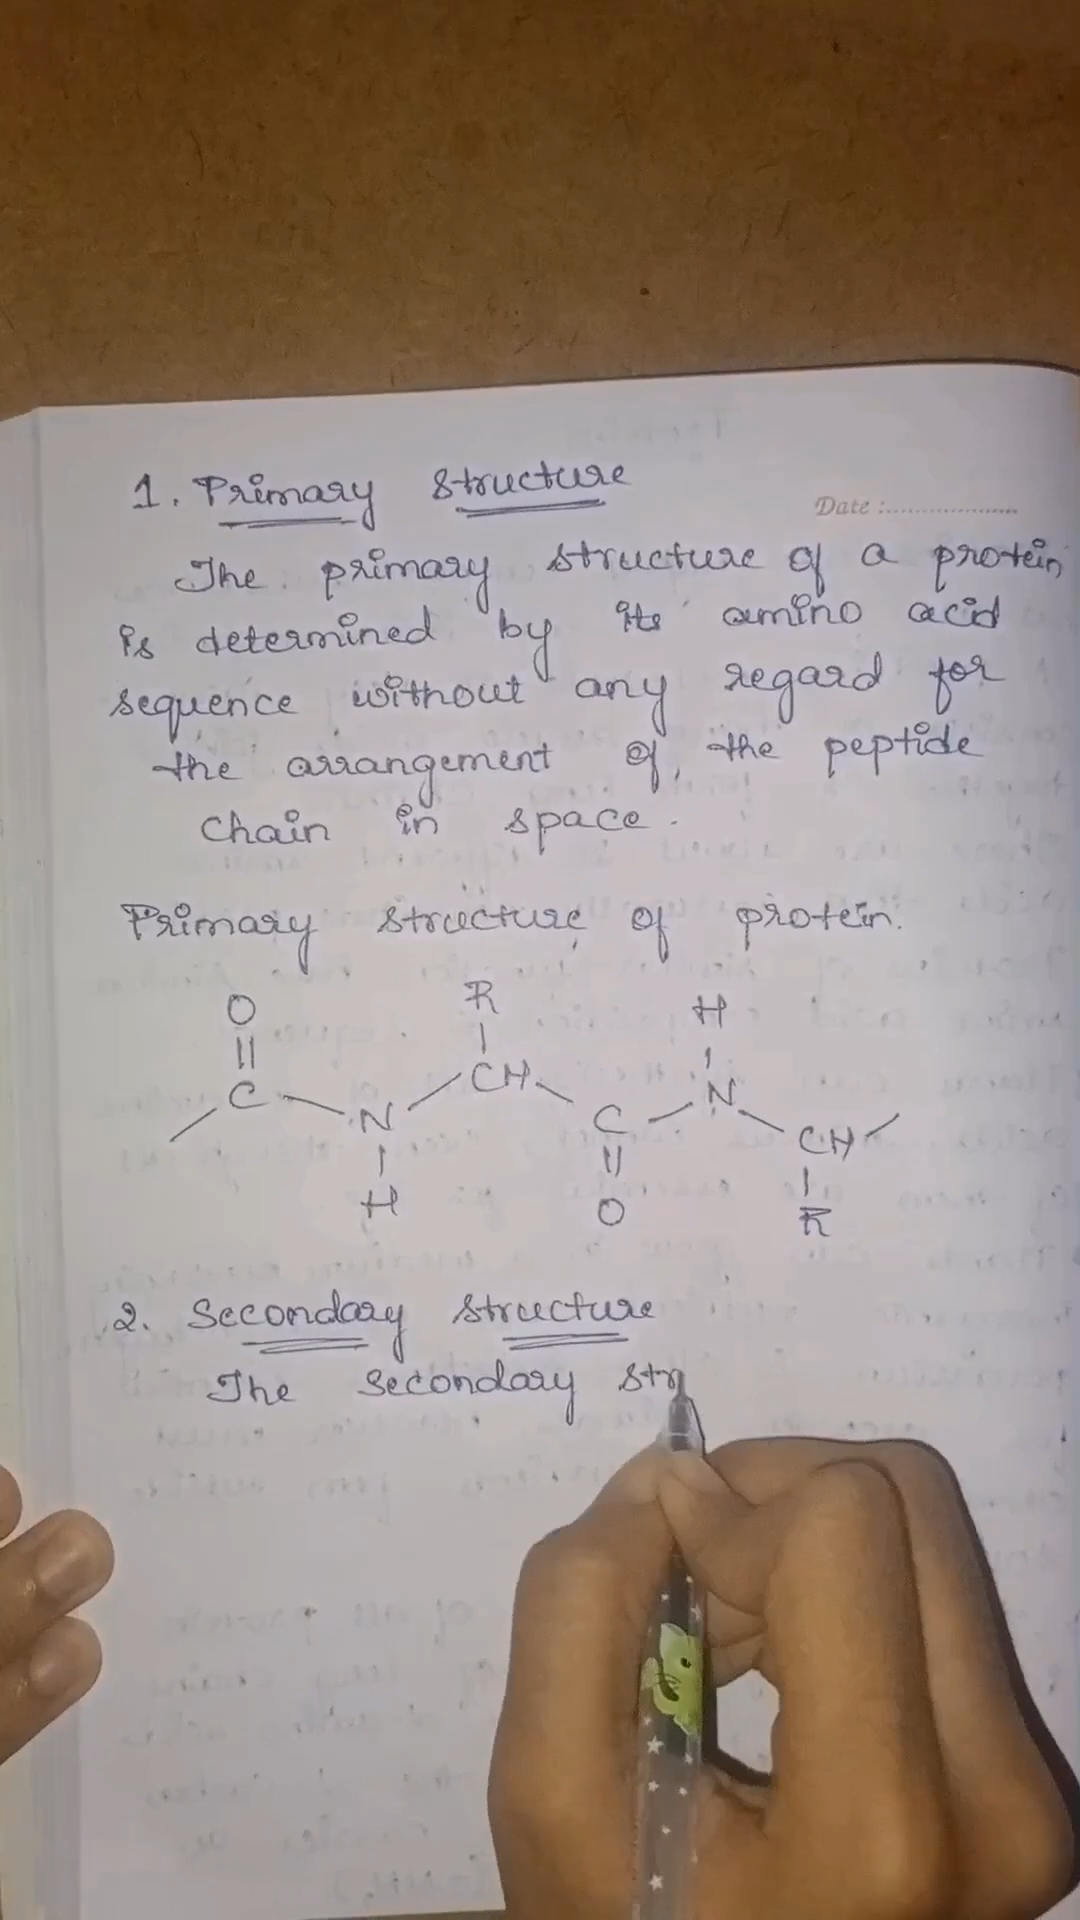 1. Primary Structure
Date :....................
The primary structure of a protein
is determined by its amino acid
sequence without any regard for
the arrangement of the peptide
chain in space.
Primary structure of protein.
O R H
|| | |
C N CH C N CH
| || |
H O R
2. Secondary Structure
The Secondary str